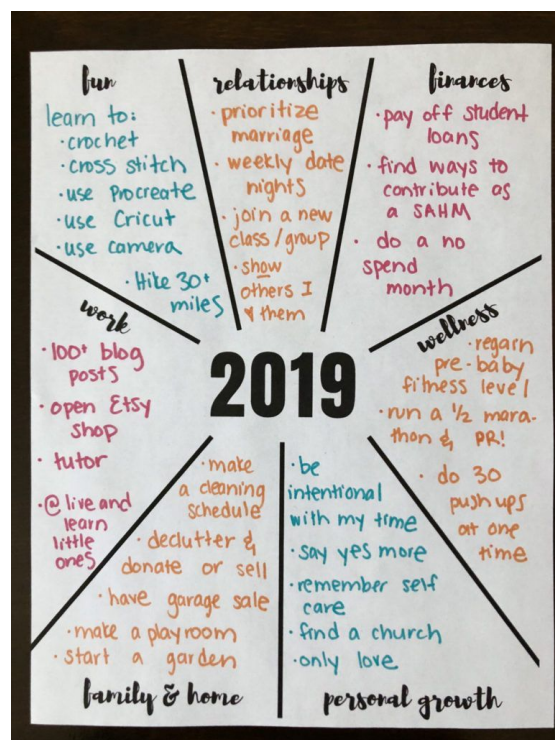 fun
learn to:
· crochet
· cross stitch
· use Procreate
· use Cricut
· use camera
· Hike 30+
miles
relationships
· prioritize
marriage
· weekly date
nights
· join a new
class/group
· show
others I
♥ them
finances
· pay off student
loans
· find ways to
contribute as
a SAHM
· do a no
spend
month
work
· 100+ blog
posts
· open Etsy
shop
· tutor
· @ live and
learn
little
ones
2019
wellness
· regain
pre-baby
fitness level
· run a ½ mara-
thon & PR!
· do 30
push ups
at one
time
· make
a cleaning
schedule
· declutter &
donate or sell
· have garage sale
· make a playroom
· start a garden
family & home
· be
intentional
with my time
· say yes more
· remember self
care
· find a church
· only love
personal growth